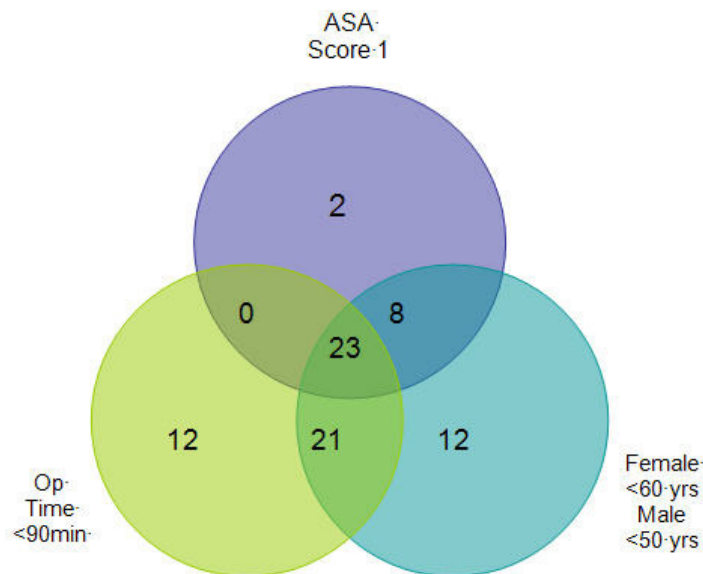 ASA·
Score·1
2
0
8
23
12
21
12
Op·
Time·
<90min·
Female·
<60·yrs
Male
<50·yrs